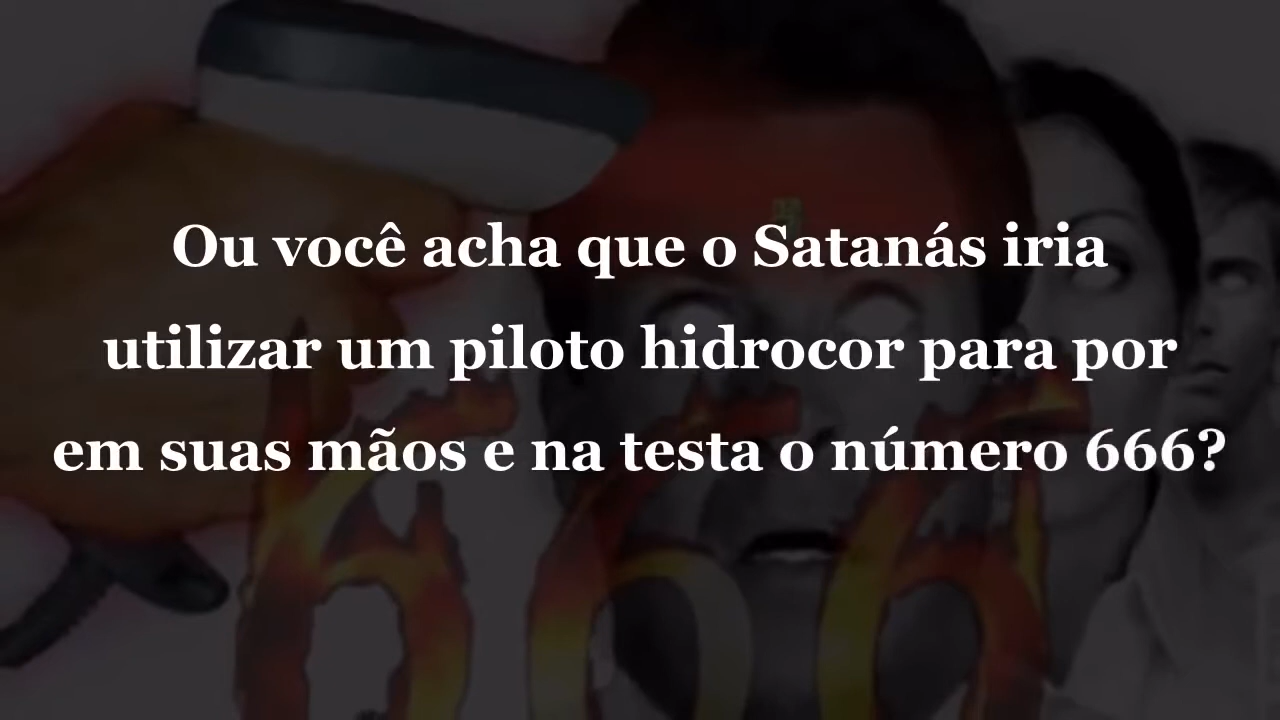 Ou você acha que o Satanás iria
utilizar um piloto hidrocor para por
em suas mãos e na testa o número 666?
666